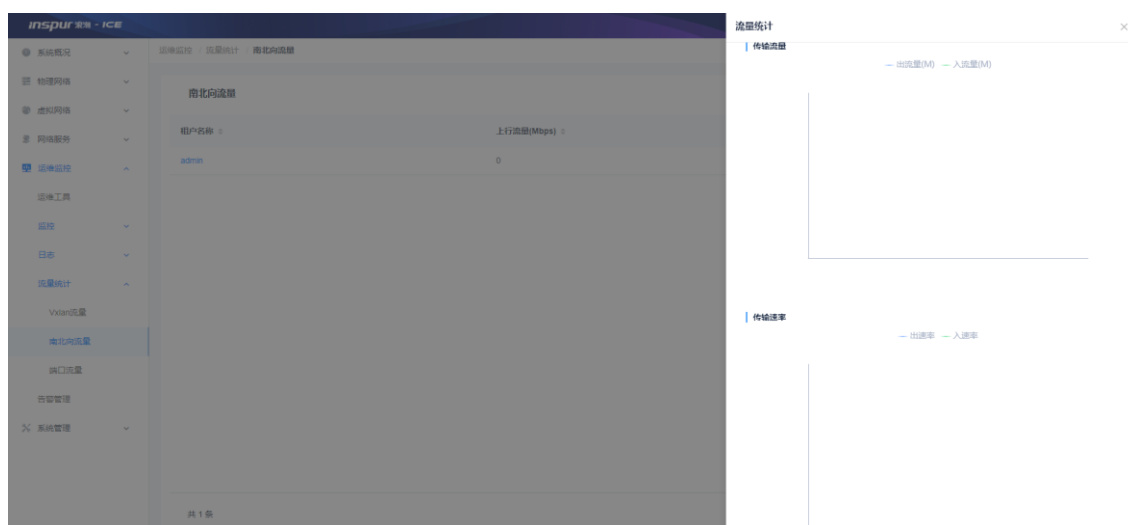 inspur 浪潮 - ICE
系统概况
物理网络
虚拟网络
网络服务
运维监控
运维工具
监控
日志
流量统计
Vxlan流量
南北向流量
端口流量
告警管理
系统管理
运维监控 / 流量统计 / 南北向流量
南北向流量
租户名称
上行流量(Mbps)
admin
0
共 1 条
流量统计
传输流量
出流量(M) 入流量(M)
传输速率
出速率 入速率